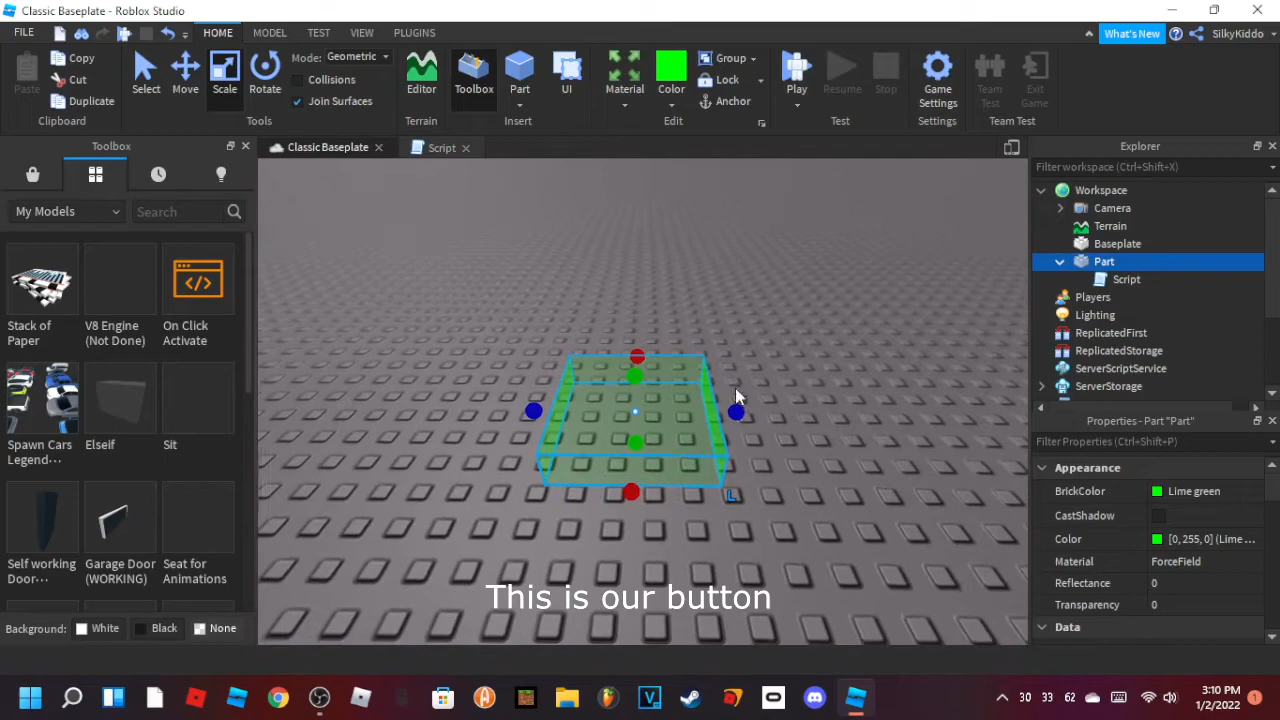 Classic Baseplate - Roblox Studio
FILE
HOME
MODEL
TEST
VIEW
PLUGINS
What's New
SilkyKiddo
Paste
Copy
Cut
Duplicate
Clipboard
Select
Move
Scale
Rotate
Mode: Geometric
Collisions
Join Surfaces
Tools
Editor
Terrain
Toolbox
Part
UI
Insert
Material
Color
Group
Lock
Anchor
Edit
Play
Resume
Stop
Test
Game Settings
Settings
Team Test
Exit Game
Team Test
Toolbox
My Models
Search
Stack of Paper
V8 Engine (Not Done)
On Click Activate
Spawn Cars Legend····
Elseif
Sit
Self working Door···
Garage Door (WORKING)
Seat for Animations
Background: White Black None
ClassicBaseplate
Script
L
This is our button
Explorer
Filter workspace (Ctrl+Shift+X)
Workspace
Camera
Terrain
Baseplate
Part
Script
Players
Lighting
ReplicatedFirst
ReplicatedStorage
ServerScriptService
ServerStorage
Properties - Part "Part"
Filter Properties (Ctrl+Shift+P)
Appearance
BrickColor Lime green
CastShadow
Color [0, 255, 0] (Lime ...
Material ForceField
Reflectance 0
Transparency 0
Data
30 33 62
3:10 PM
1/2/2022
1